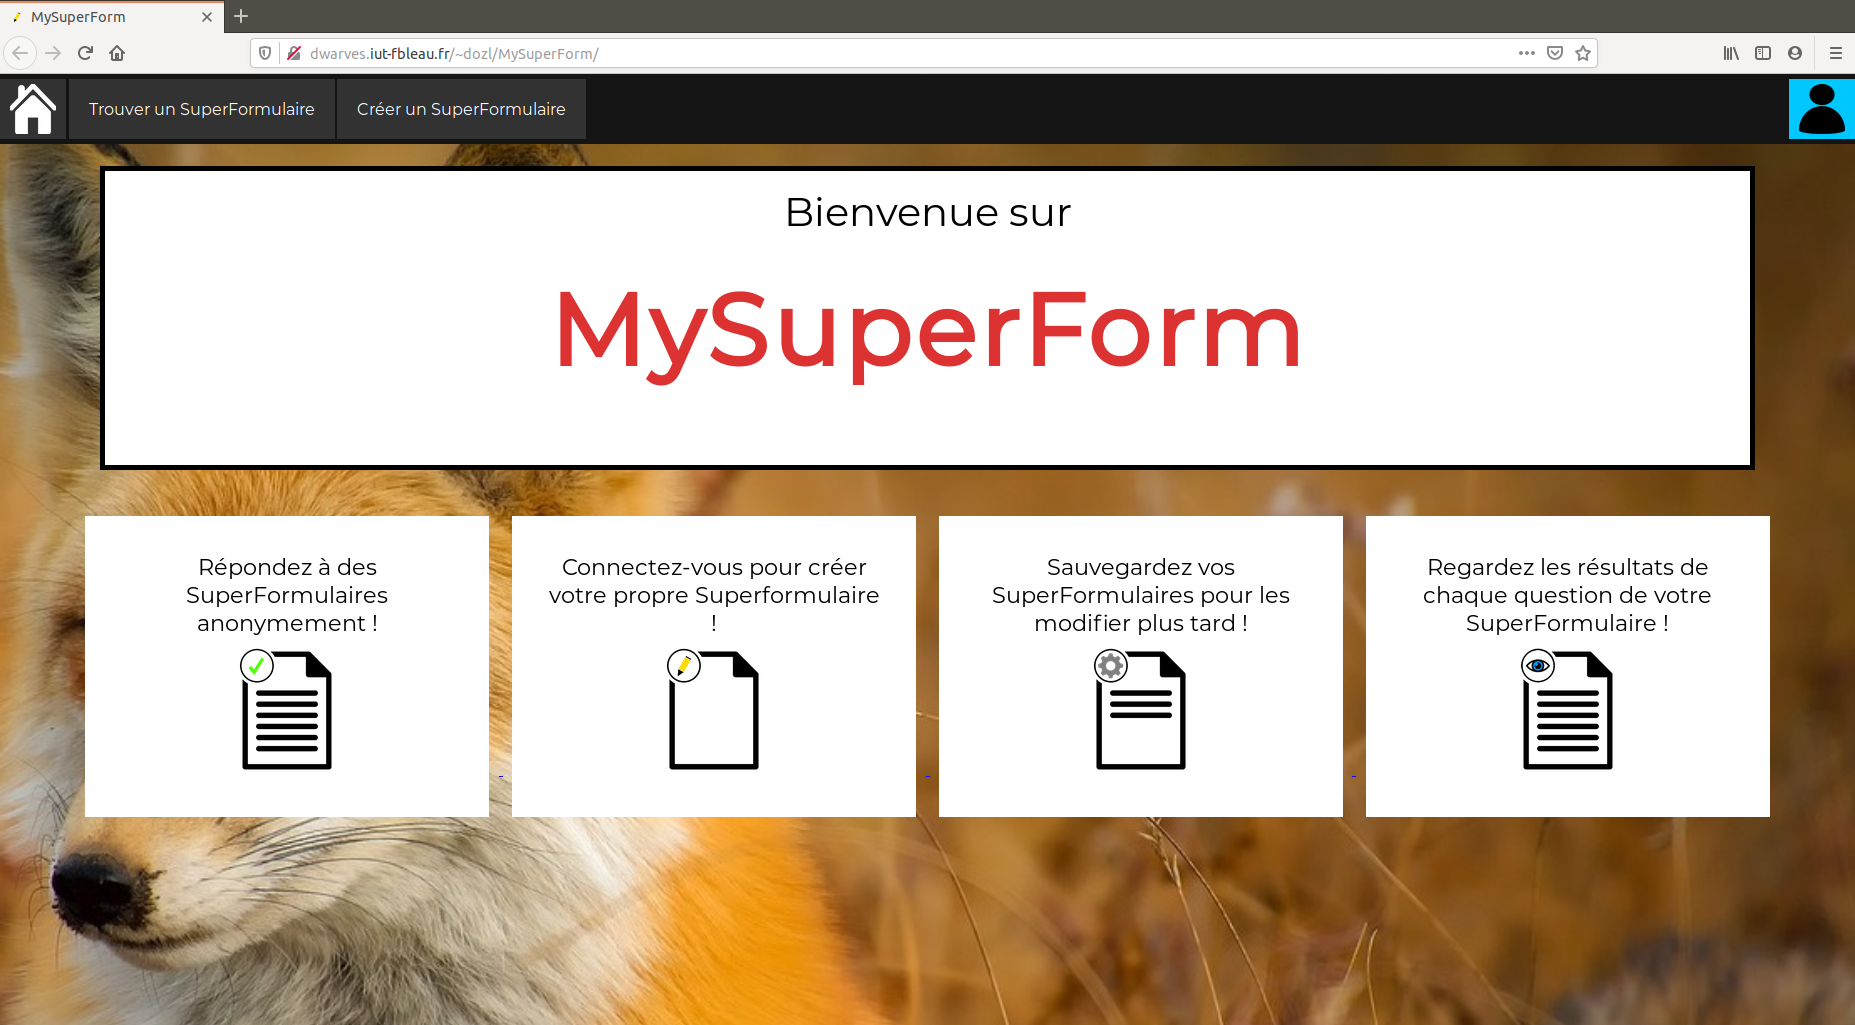 MySuperForm
dwarves.iut-fbleau.fr/~dozl/MySuperForm/
Trouver un SuperFormulaire
Créer un SuperFormulaire
Bienvenue sur
MySuperForm
Répondez à des
SuperFormulaires
anonymement !
Connectez-vous pour créer
votre propre Superformulaire
!
Sauvegardez vos
SuperFormulaires pour les
modifier plus tard !
Regardez les résultats de
chaque question de votre
SuperFormulaire !